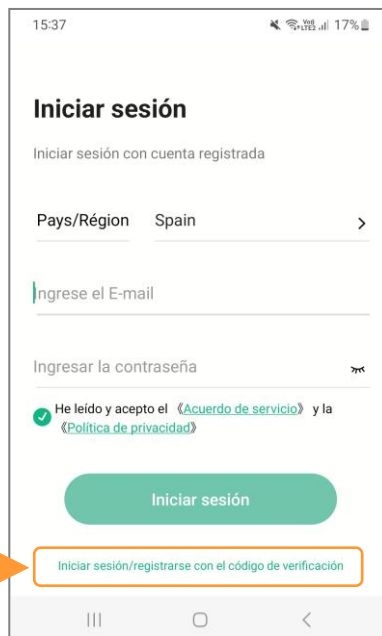 15:37 Vo)) LTE2 17%
Iniciar sesión
Iniciar sesión con cuenta registrada
Pays/Région Spain
Ingrese el E-mail
Ingresar la contraseña
He leído y acepto el 《Acuerdo de servicio》 y la
《Política de privacidad》
Iniciar sesión
Iniciar sesión/registrarse con el código de verificación